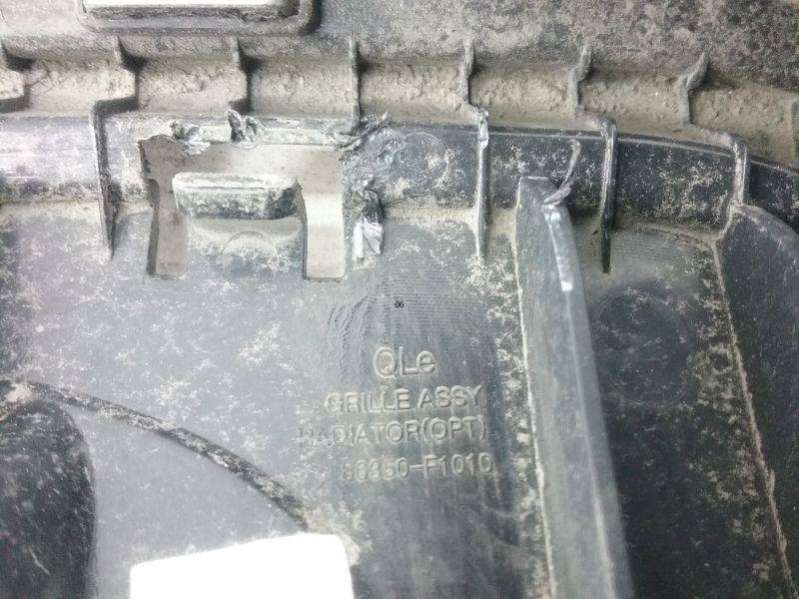 QLe
GRILLE ASSY
RADIATOR(OPT)
86350-F1010